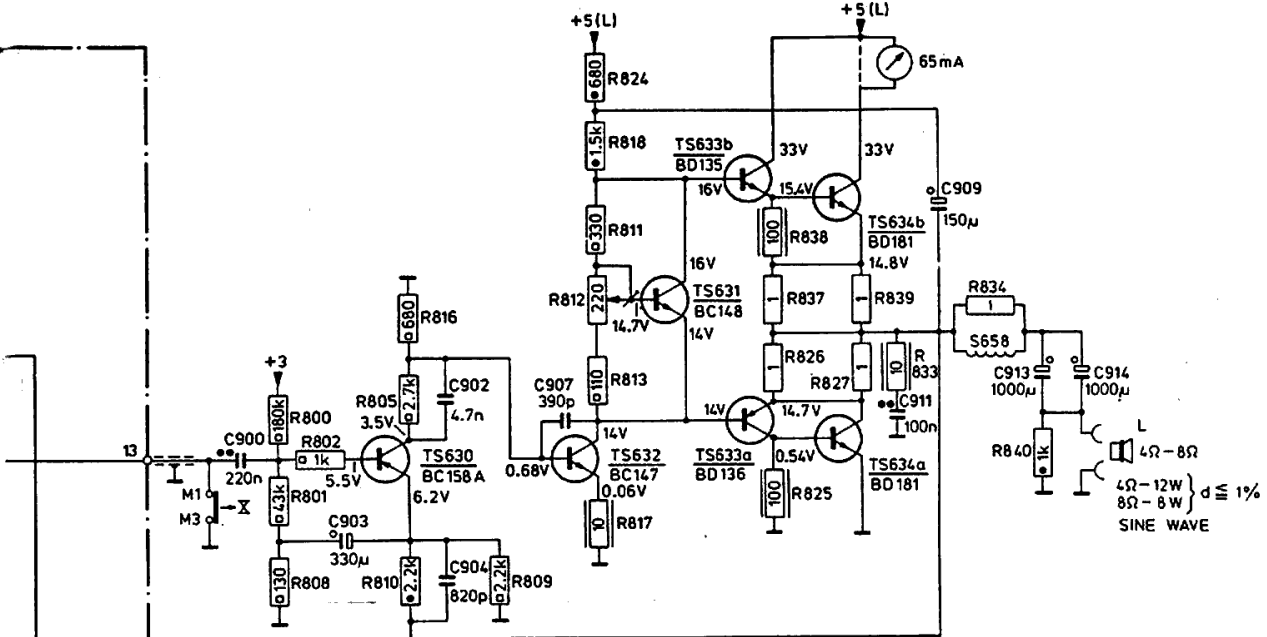 +5(L)
+5(L)
680
R824
65mA
1.5k
R818
TS633b
BD135
33V
33V
16V
15.4V
C909
150µ
330
R811
100
R838
TS634b
BD181
14.8V
16V
R812
220
TS631
BC148
14.7V
14V
1
R837
1
R839
R834
1
S658
680
R816
+3
1
R826
1
R827
10
R
833
C913
1000µ
C914
1000µ
R805
2.7k
C902
4.7n
C907
390p
110
R813
14V
14.7V
C911
100n
180k
R800
3.5V
14V
TS633a
BD136
0.54V
TS634a
BD181
L
4Ω-8Ω
13
C900
220n
R802
1k
5.5V
TS630
BC158A
6.2V
0.68V
TS632
BC147
0.06V
100
R825
R840
1k
4Ω-12W
8Ω-8W
} d ≦ 1%
SINE WAVE
M1
M3
X
R801
43k
C903
330µ
10
R817
130
R808
R810
2.2k
C904
820p
2.2k
R809